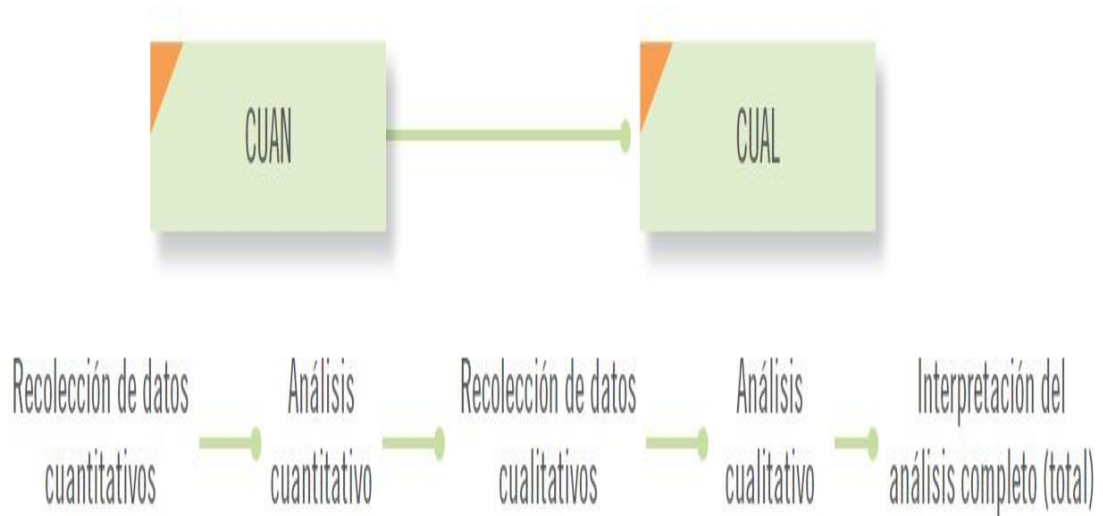 CUAN
CUAL
Recolección de datos
cuantitativos
Análisis
cuantitativo
Recolección de datos
cualitativos
Análisis
cualitativo
Interpretación del
análisis completo (total)